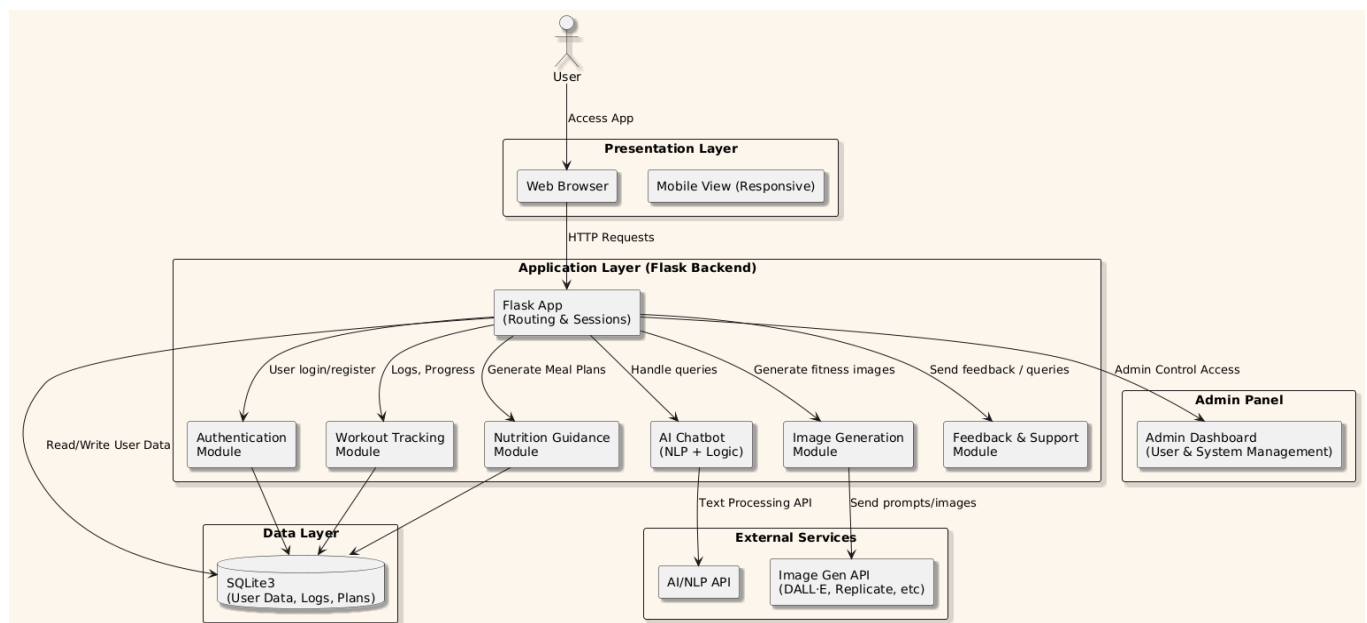 User
Access App
Presentation Layer
Web Browser
Mobile View (Responsive)
HTTP Requests
Application Layer (Flask Backend)
Flask App
(Routing & Sessions)
User login/register
Logs, Progress
Generate Meal Plans
Handle queries
Generate fitness images
Send feedback / queries
Admin Control Access
Admin Panel
Read/Write User Data
Authentication
Module
Workout Tracking
Module
Nutrition Guidance
Module
AI Chatbot
(NLP + Logic)
Image Generation
Module
Feedback & Support
Module
Admin Dashboard
(User & System Management)
Text Processing API
Send prompts/images
Data Layer
SQLite3
(User Data, Logs, Plans)
External Services
AI/NLP API
Image Gen API
(DALL·E, Replicate, etc)